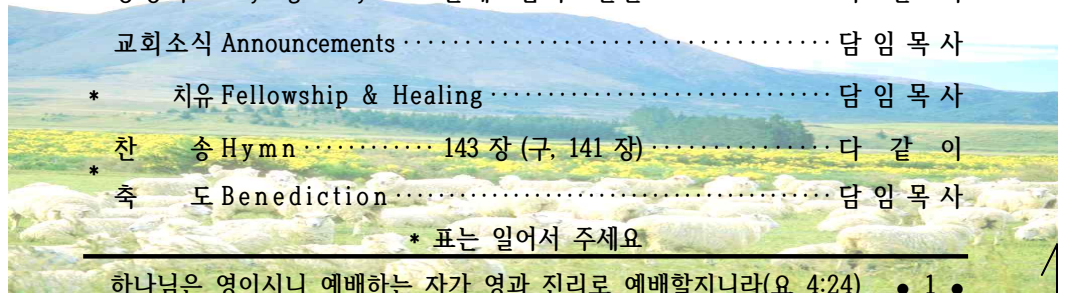 교회소식 Announcements ·································· 담 임 목 사
* 치유 Fellowship & Healing ····························· 담 임 목 사
찬 송 Hymn ············ 143 장 (구, 141 장) ················ 다 같 이
*
축 도 Benediction ········································ 담 임 목 사
* 표는 일어서 주세요
하나님은 영이시니 예배하는 자가 영과 진리로 예배할지니라(요 4:24) ● 1 ●